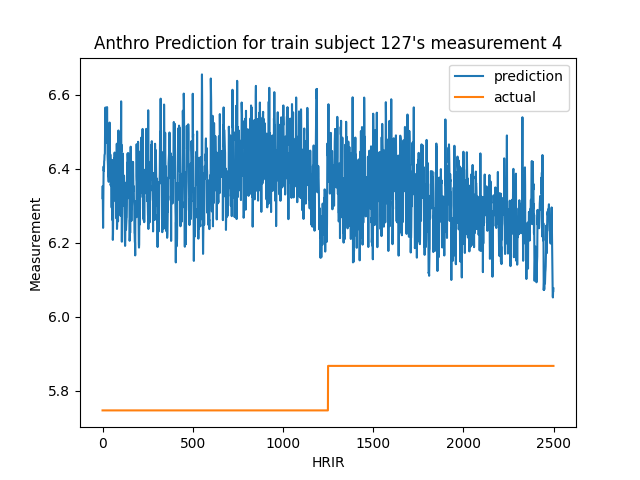 Anthro Prediction for train subject 127's measurement 4
prediction
actual
6.6
6.4
6.2
6.0
5.8
Measurement
0
500
1000
1500
2000
2500
HRIR